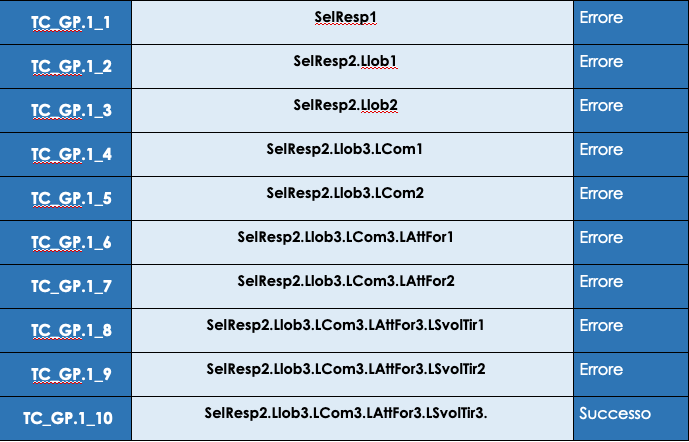 TC_GP.1_1 SelResp1 Errore
TC_GP.1_2 SelResp2.Llob1 Errore
TC_GP.1_3 SelResp2.Llob2 Errore
TC_GP.1_4 SelResp2.Llob3.LCom1 Errore
TC_GP.1_5 SelResp2.Llob3.LCom2 Errore
TC_GP.1_6 SelResp2.Llob3.LCom3.LAttFor1 Errore
TC_GP.1_7 SelResp2.Llob3.LCom3.LAttFor2 Errore
TC_GP.1_8 SelResp2.Llob3.LCom3.LAttFor3.LSvolTir1 Errore
TC_GP.1_9 SelResp2.Llob3.LCom3.LAttFor3.LSvolTir2 Errore
TC_GP.1_10 SelResp2.Llob3.LCom3.LAttFor3.LSvolTir3. Successo